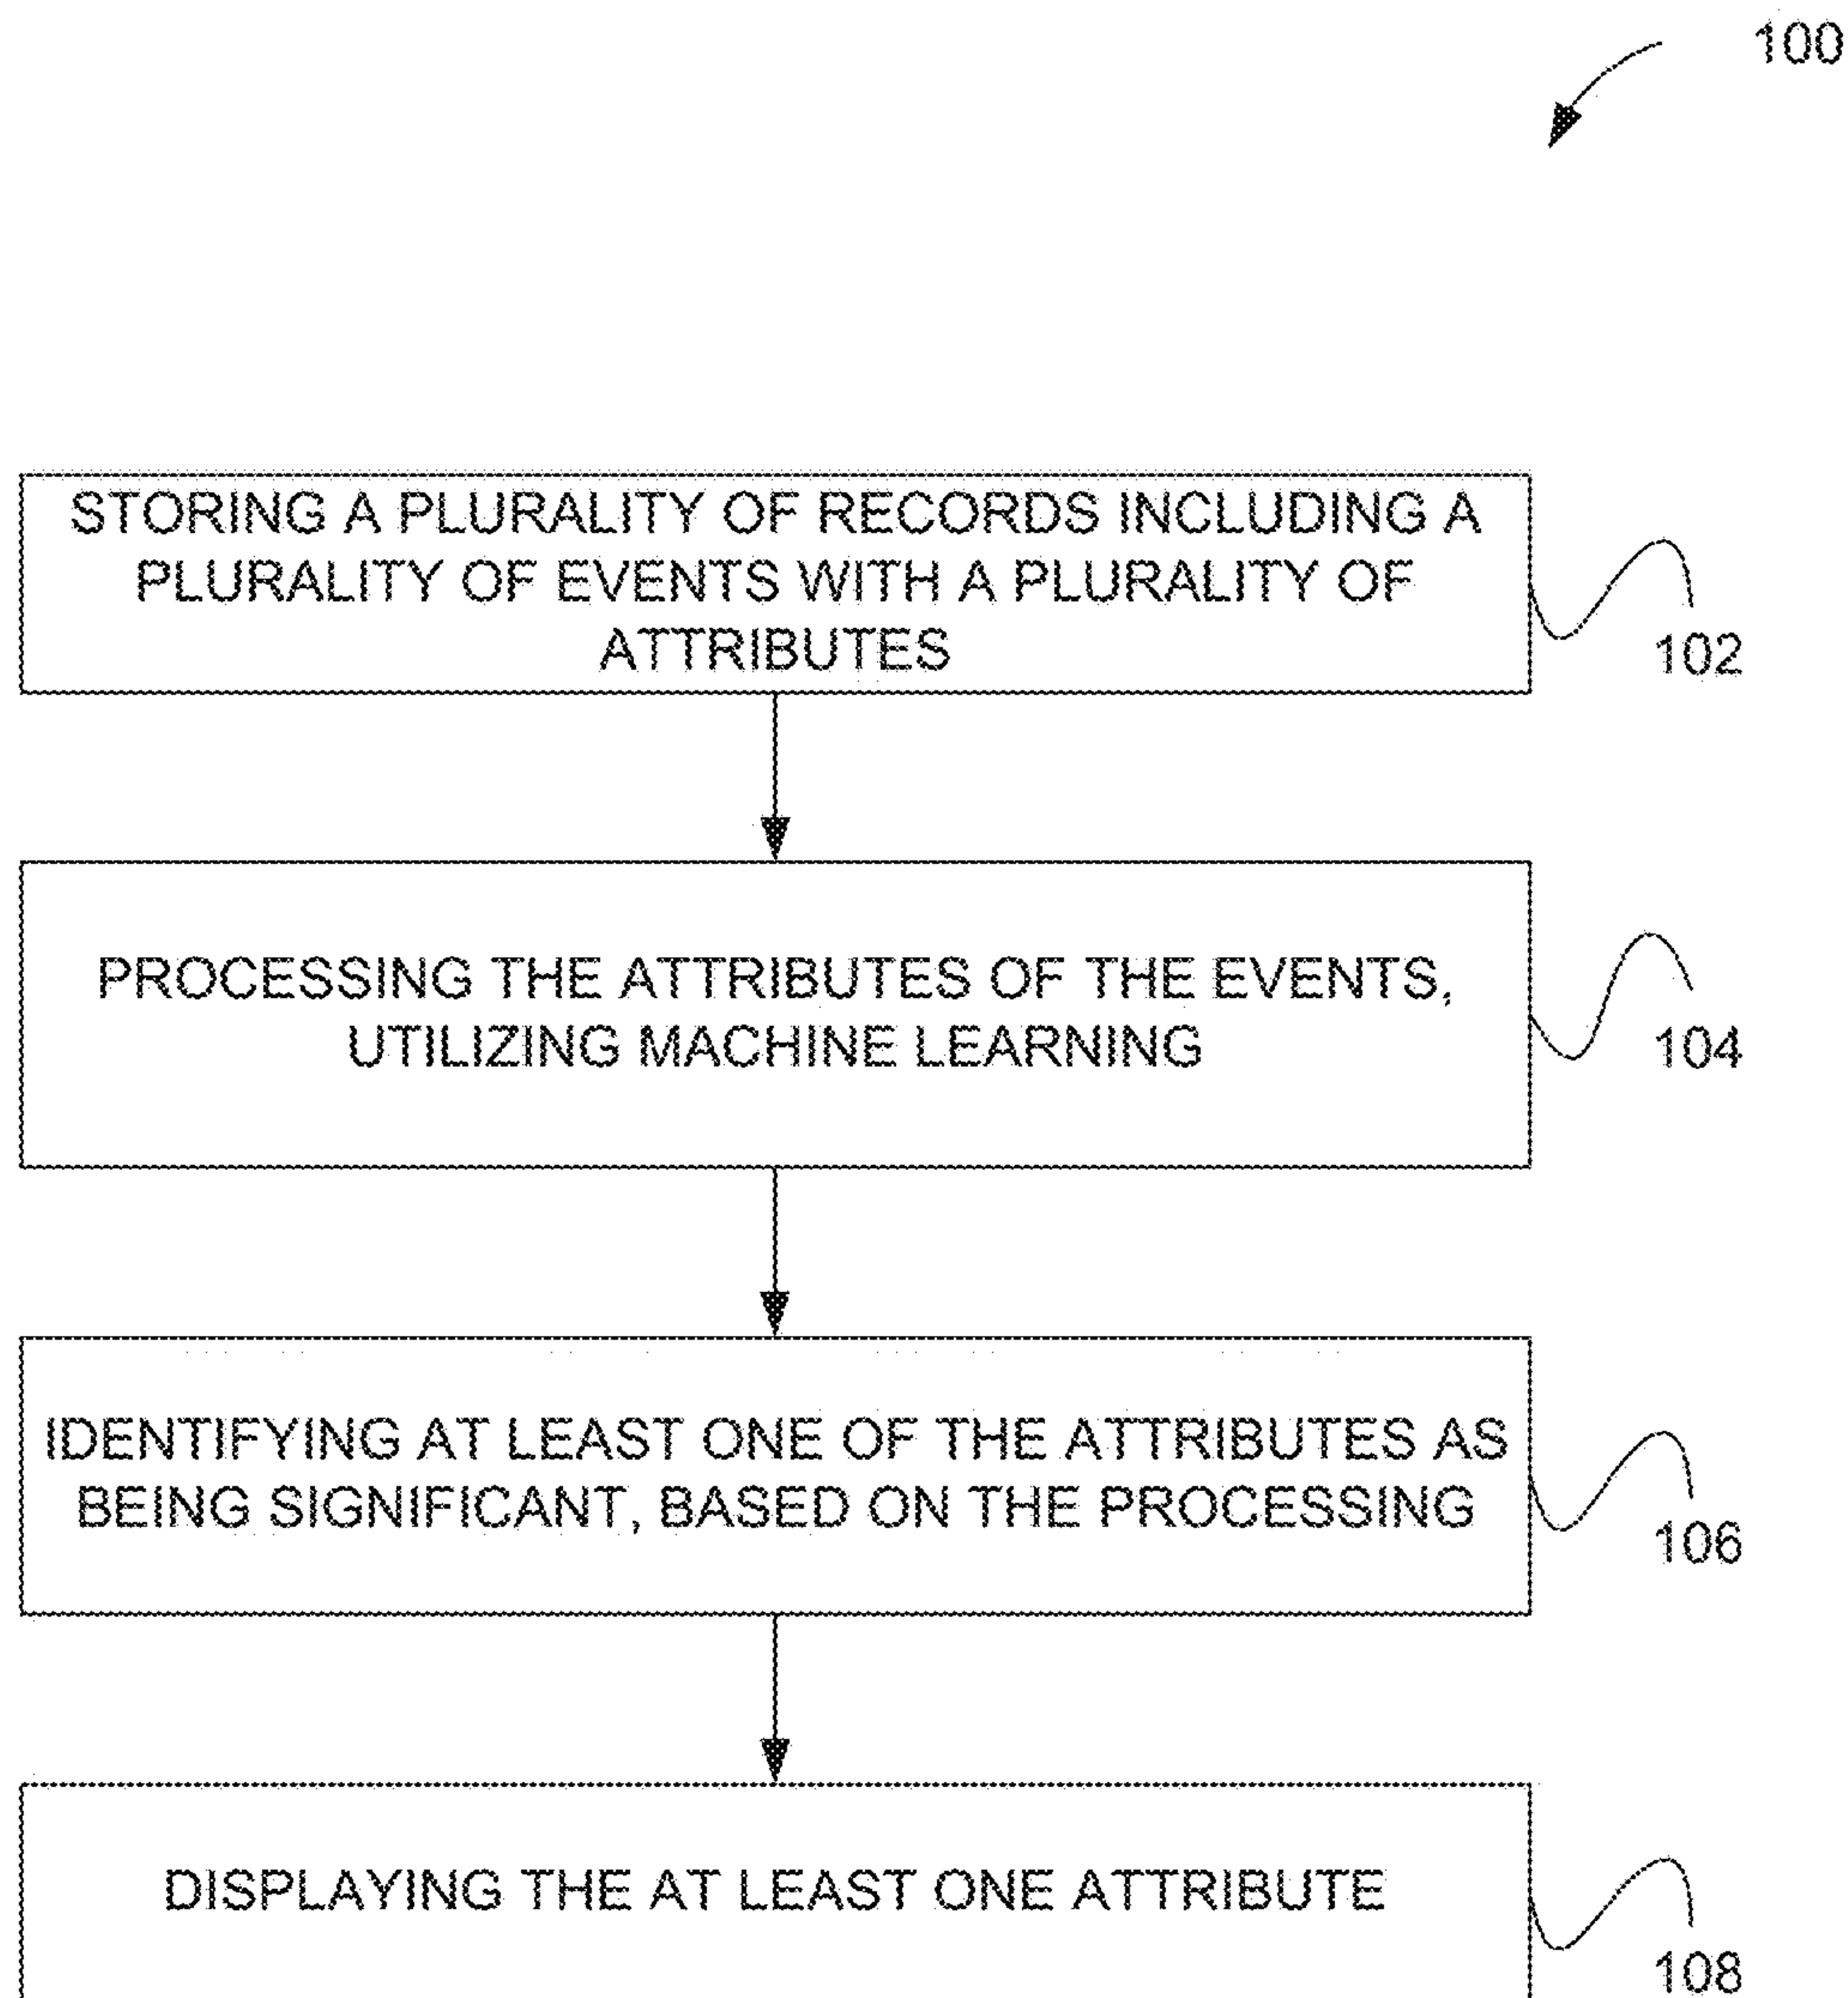 100
STORING A PLURALITY OF RECORDS INCLUDING A
PLURALITY OF EVENTS WITH A PLURALITY OF
ATTRIBUTES
102
PROCESSING THE ATTRIBUTES OF THE EVENTS,
UTILIZING MACHINE LEARNING
104
IDENTIFYING AT LEAST ONE OF THE ATTRIBUTES AS
BEING SIGNIFICANT, BASED ON THE PROCESSING
106
DISPLAYING THE AT LEAST ONE ATTRIBUTE
108